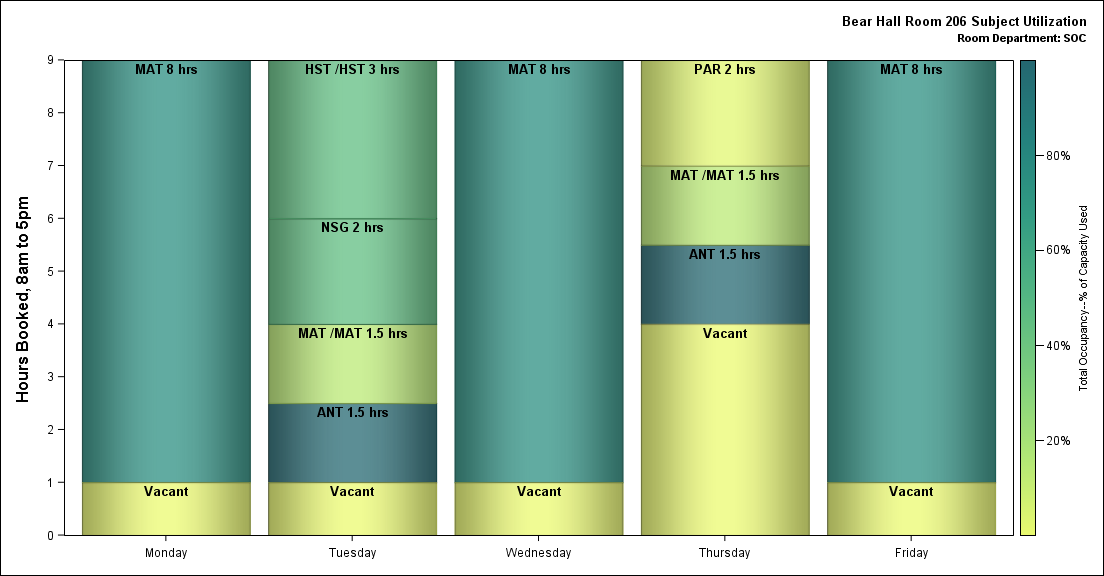 Bear Hall Room 206 Subject Utilization
Room Department: SOC
Hours Booked, 8am to 5pm
9
8
7
6
5
4
3
2
1
0
MAT 8 hrs
Vacant
HST /HST 3 hrs
NSG 2 hrs
MAT /MAT 1.5 hrs
ANT 1.5 hrs
Vacant
MAT 8 hrs
Vacant
PAR 2 hrs
MAT /MAT 1.5 hrs
ANT 1.5 hrs
Vacant
MAT 8 hrs
Vacant
Monday
Tuesday
Wednesday
Thursday
Friday
80%
60%
40%
20%
Total Occupancy--% of Capacity Used